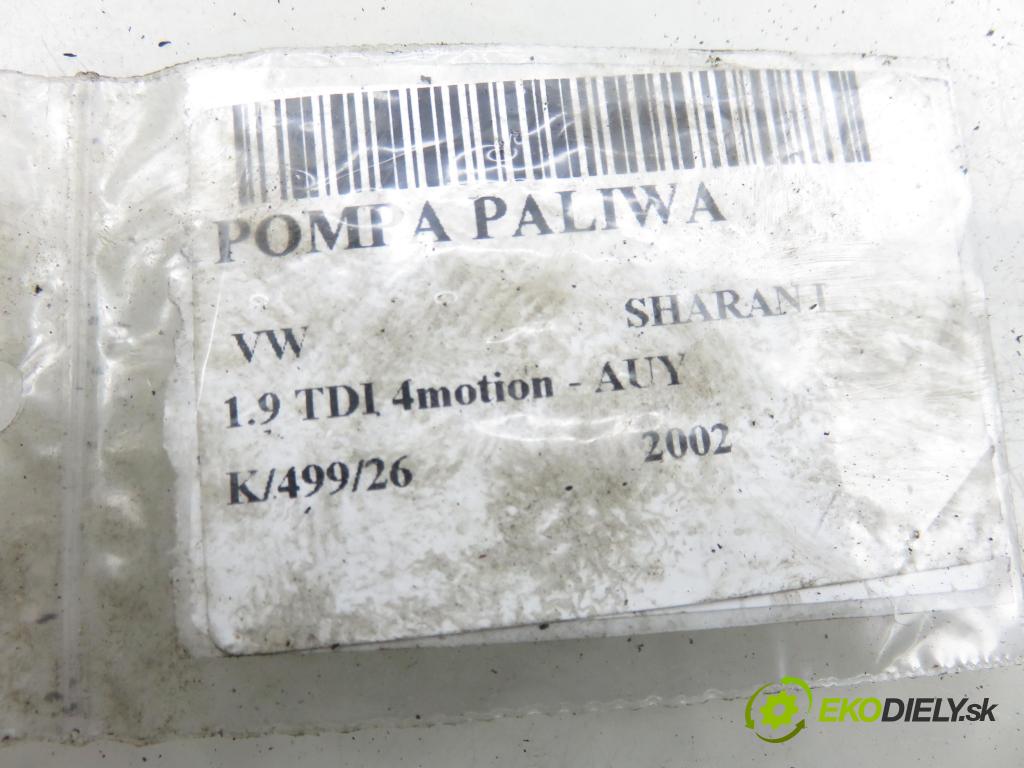 POMPA PALIWA
VW SHARAN I
1.9 TDI 4motion - AUY
K/499/26 2002
EKODIELY.sk